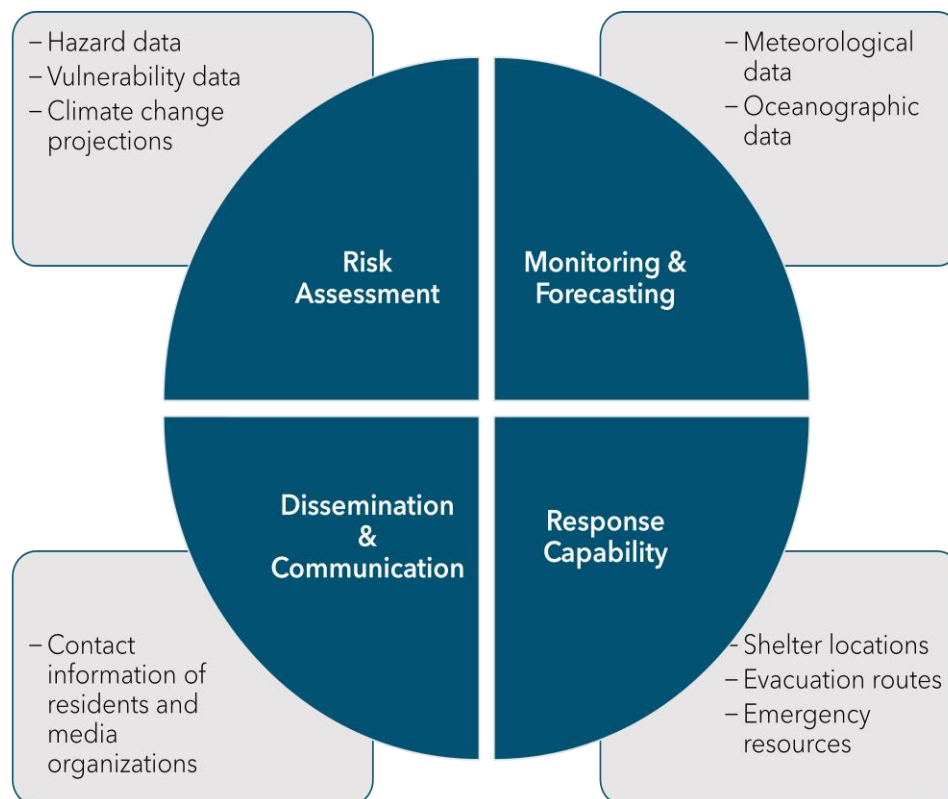 – Hazard data
– Vulnerability data
– Climate change
projections
– Meteorological
data
– Oceanographic
data
Risk
Assessment
Monitoring &
Forecasting
Dissemination
&
Communication
Response
Capability
– Contact
information of
residents and
media
organizations
– Shelter locations
– Evacuation routes
– Emergency
resources